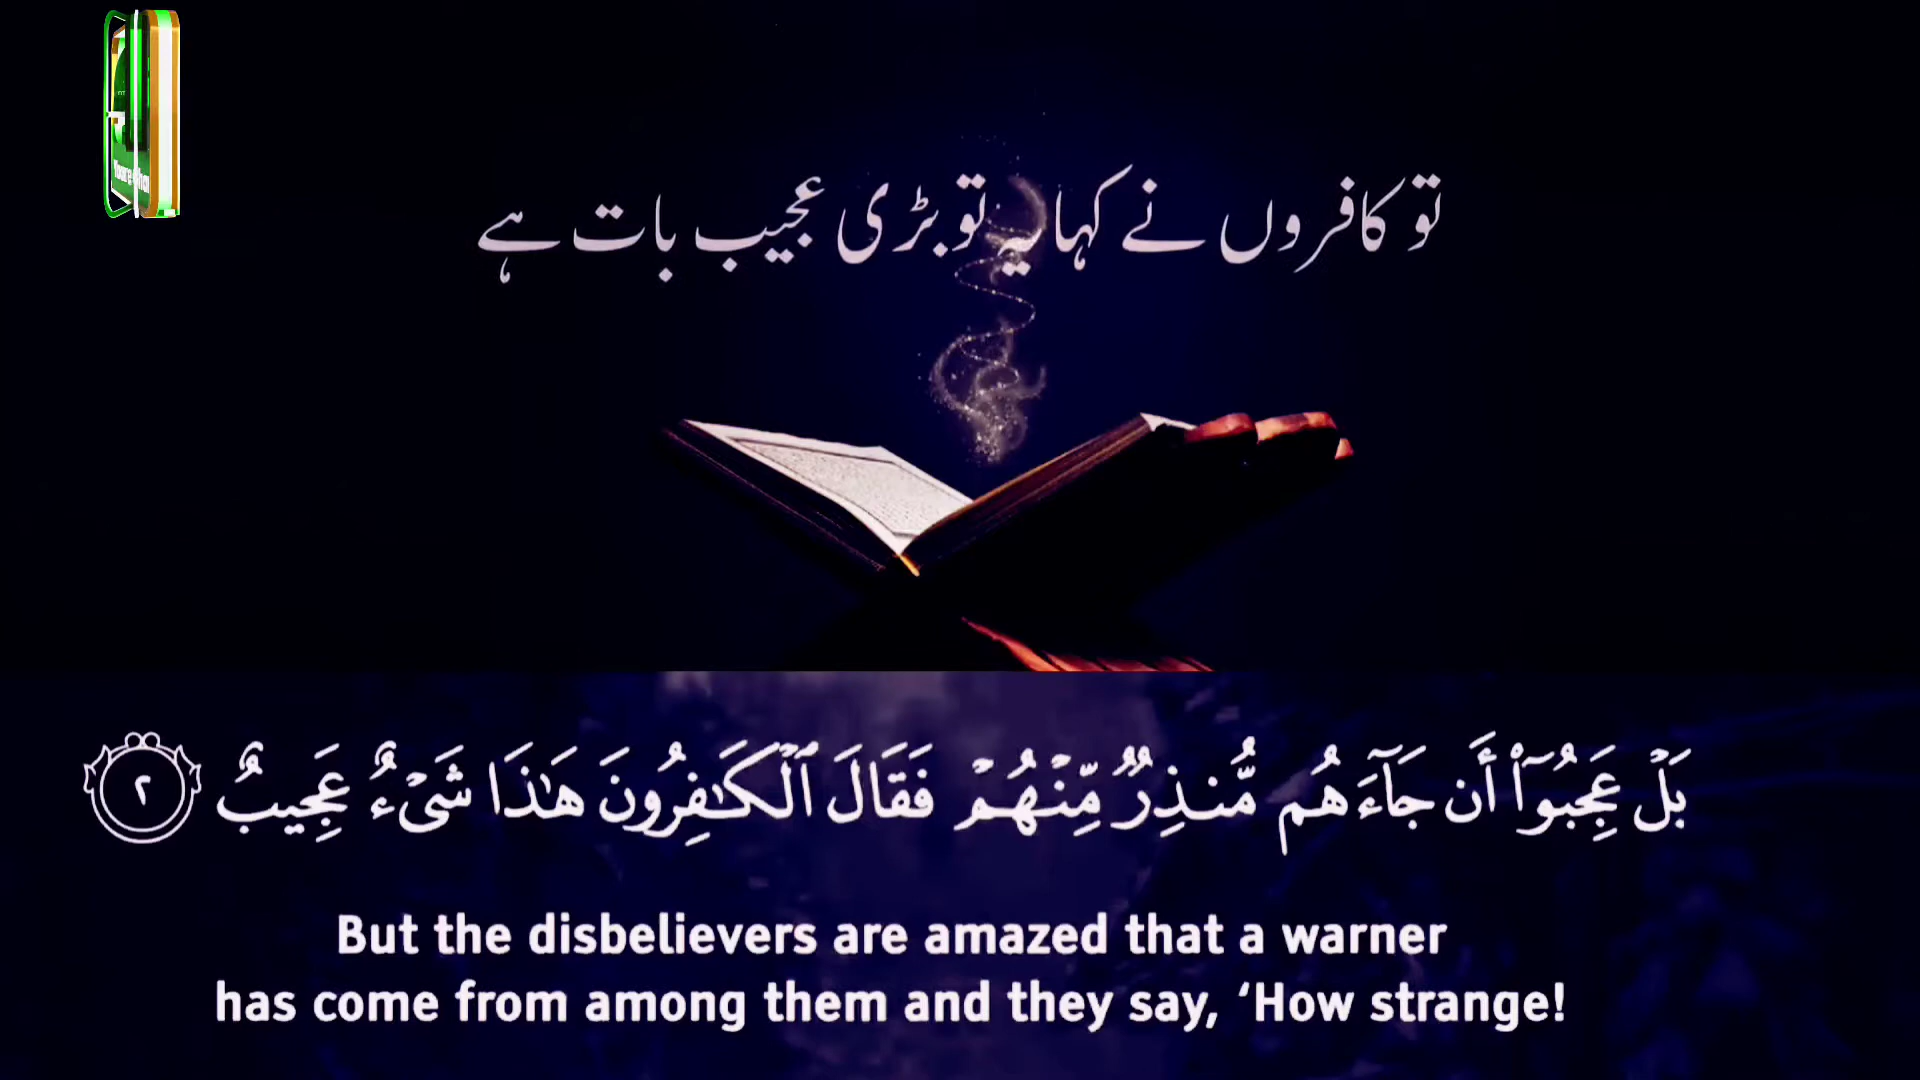 تو کافروں نے کہا یہ تو بڑی عجیب بات ہے
بَلۡ عَجِبُوٓاْ أَن جَآءَهُم مُّنذِرٞ مِّنۡهُمۡ فَقَالَ ٱلۡكَٰفِرُونَ هَٰذَا شَيۡءٌ عَجِيبٌ ٢
But the disbelievers are amazed that a warner
has come from among them and they say, ‘How strange!